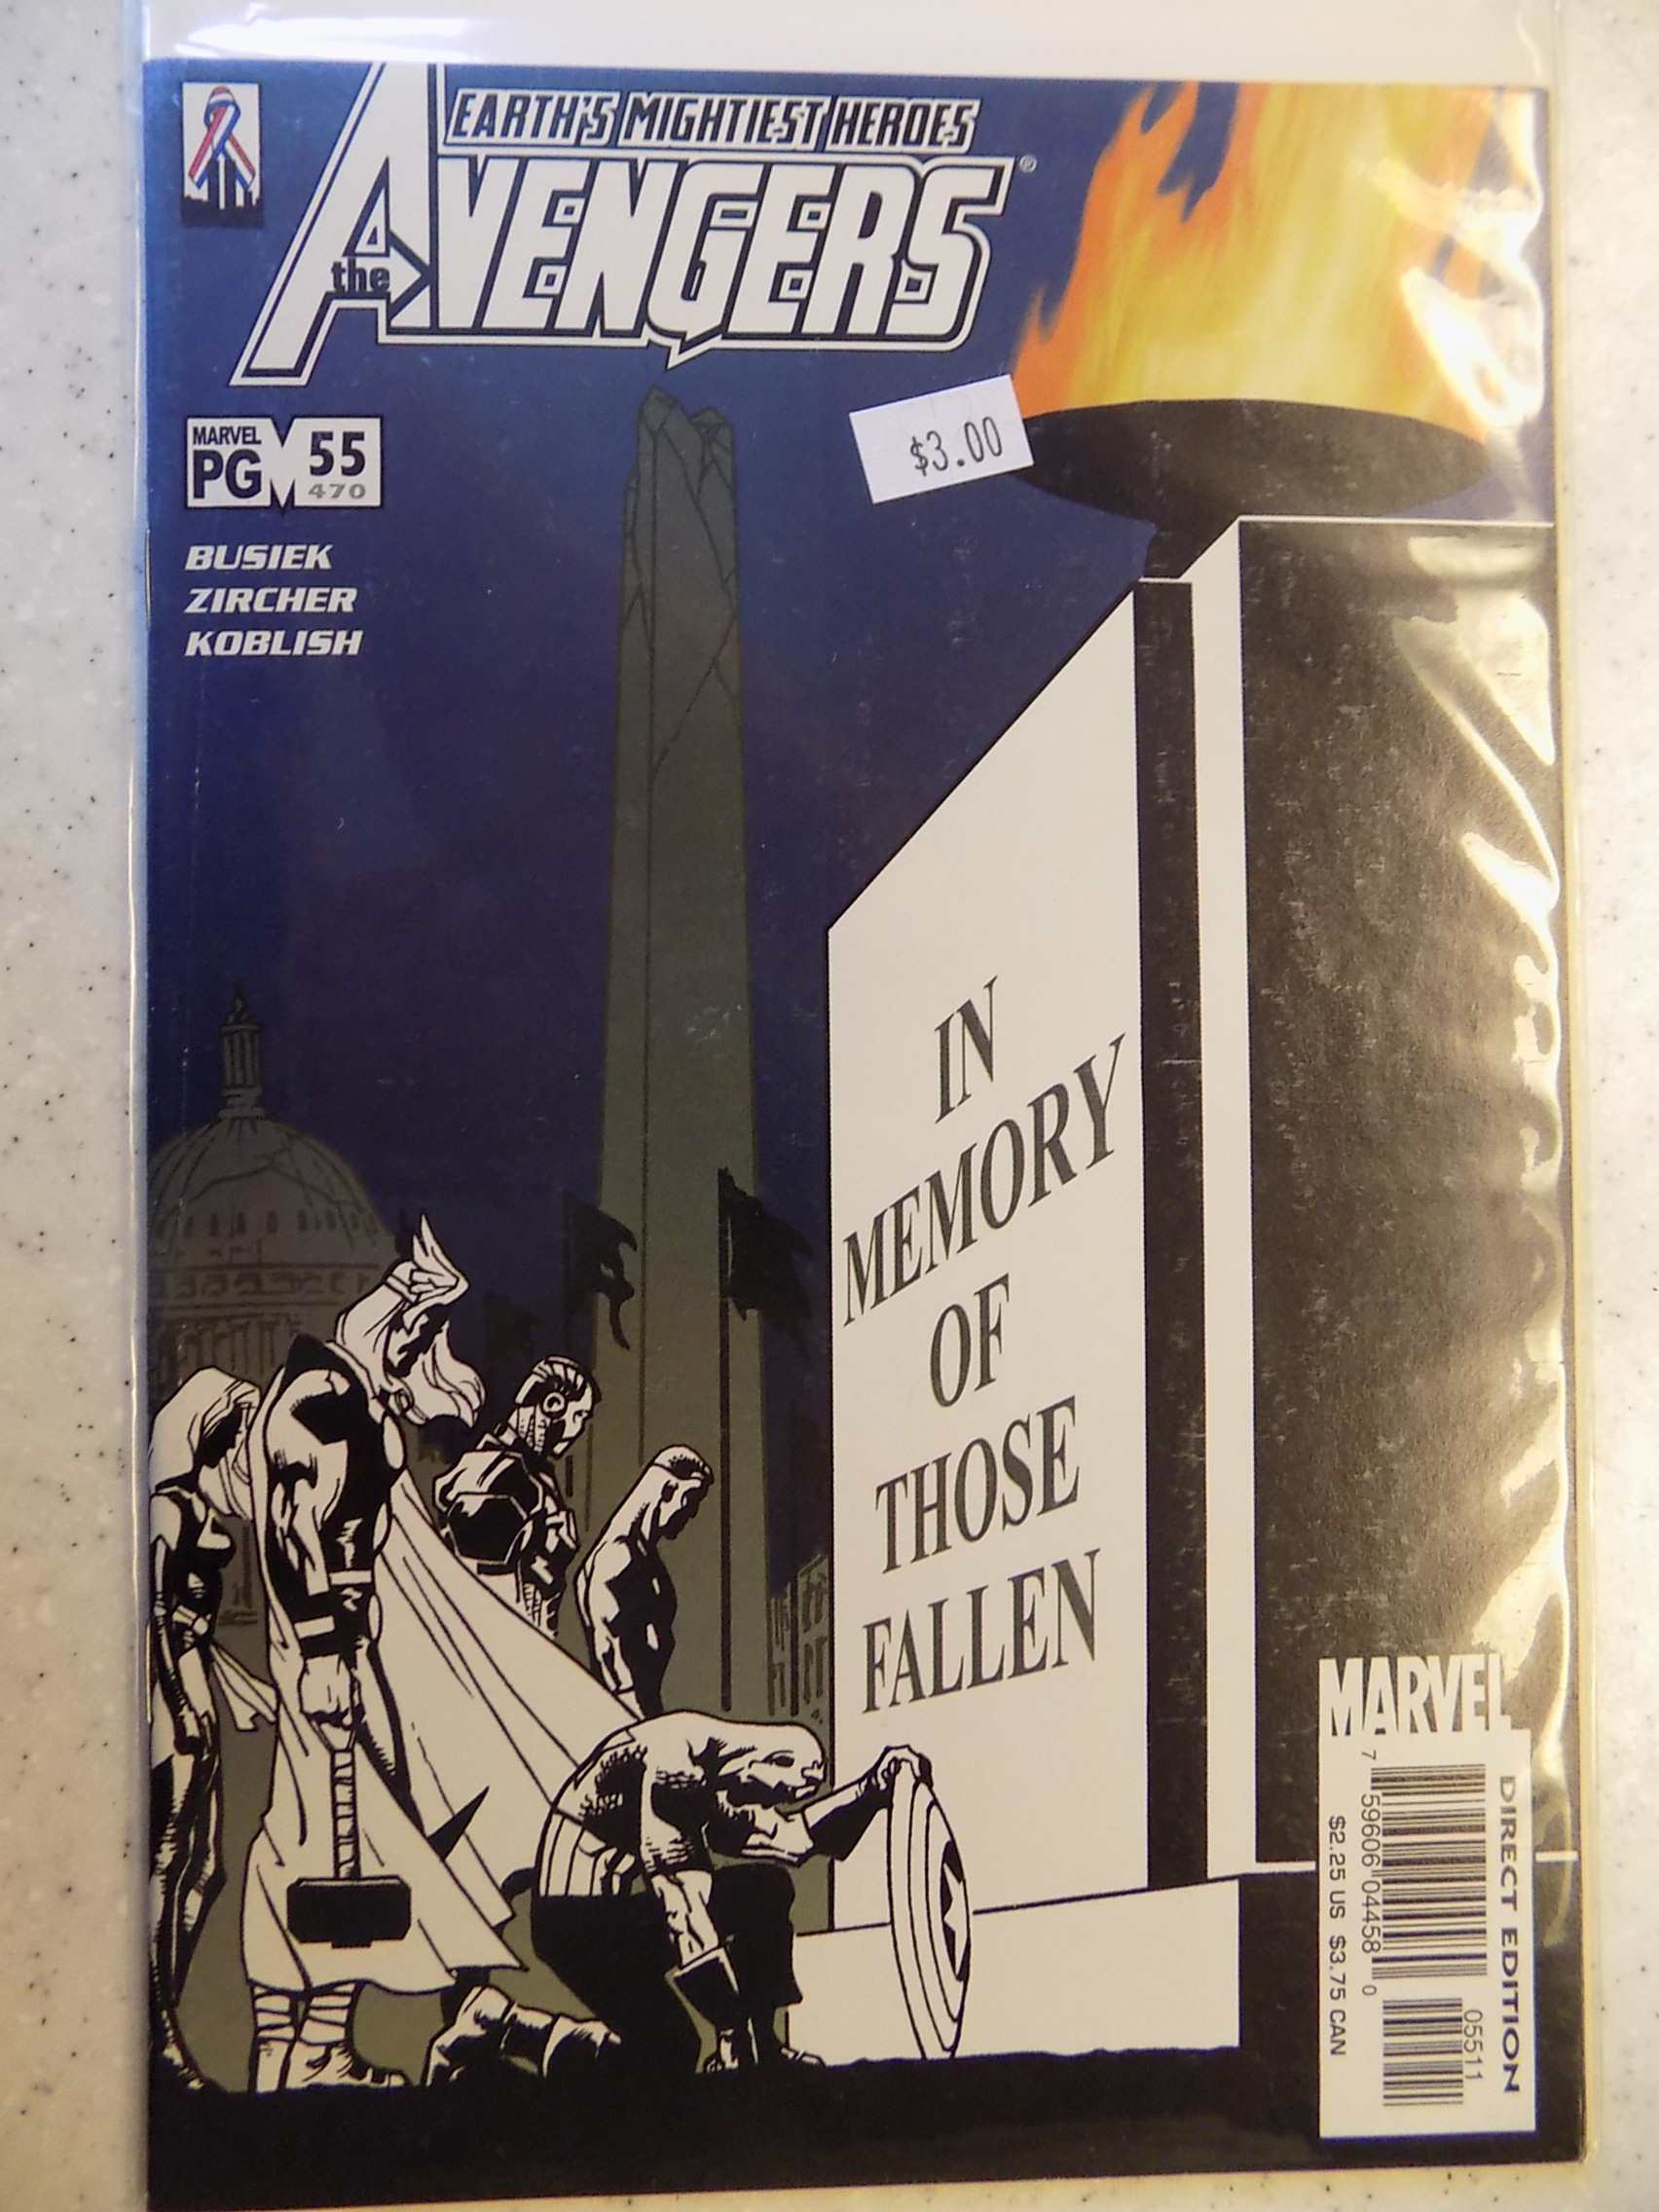 EARTH'S MIGHTIEST HEROES
the AVENGERS®
MARVEL
PG
55
470
BUSIEK
ZIRCHER
KOBLISH
$3.00
IN
MEMORY
OF
THOSE
FALLEN
MARVEL
DIRECT EDITION
7 59606 04458 0
05511
$2.25 US $3.75 CAN